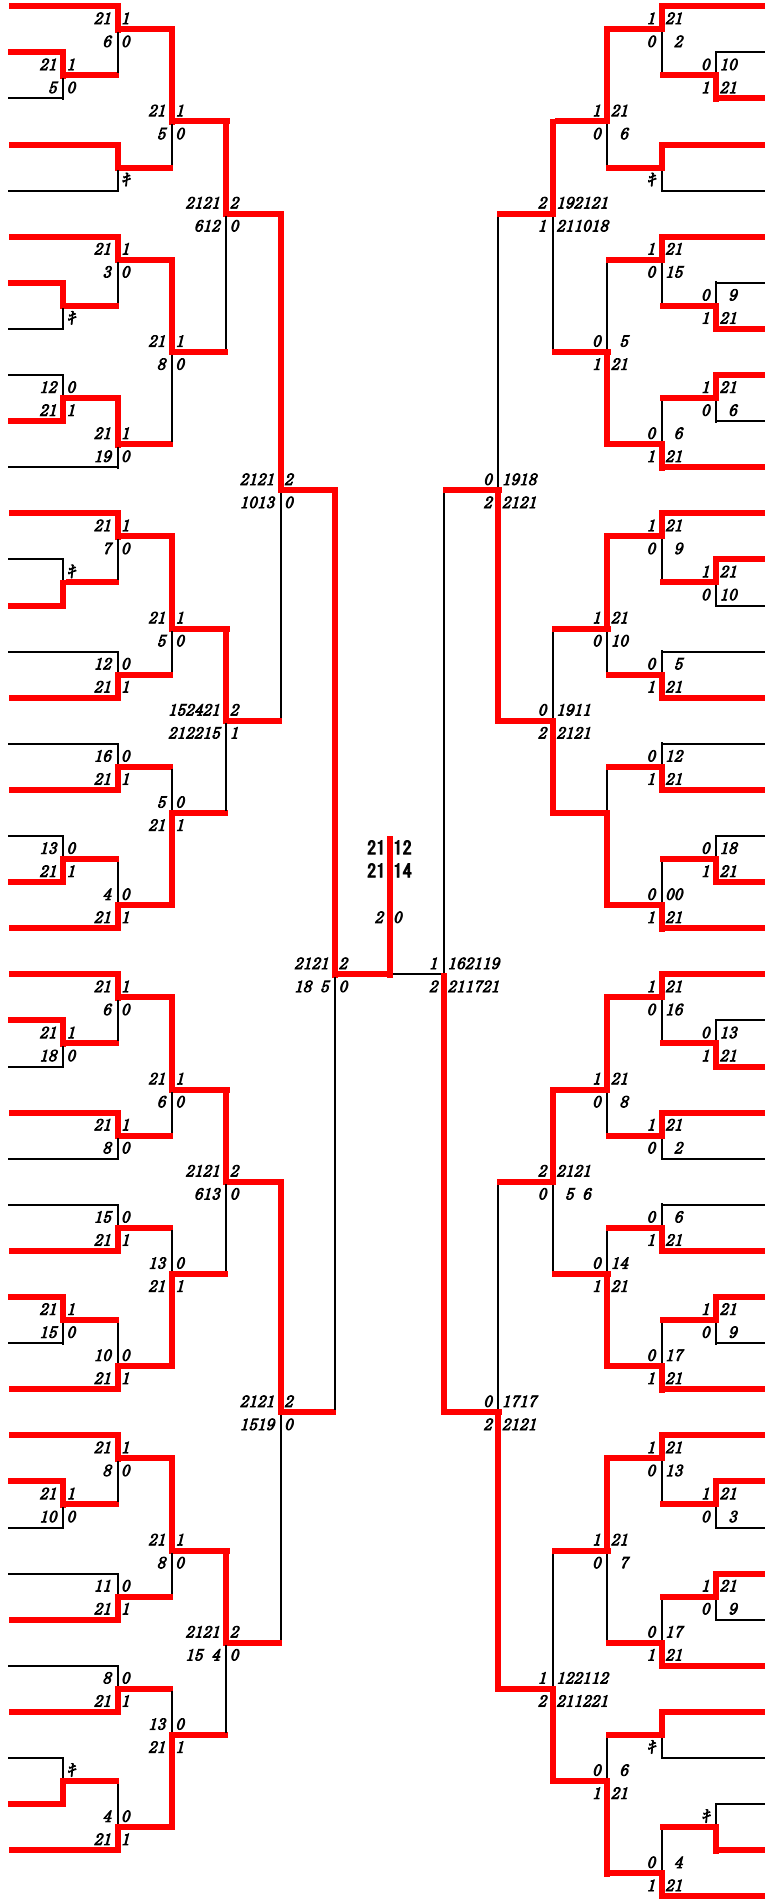 21 1 1 21
6 0 0 2
21 1 0 10
5 0 1 21
21 1 1 21
5 0 0 6
ｷ ｷ
2121 2 2 192121
612 0 1 211018
21 1 1 21
3 0 0 15
0 9
ｷ 1 21
21 1 0 5
8 0 1 21
12 0 1 21
21 1 0 6
21 1 0 6
19 0 1 21
2121 2 0 1918
1013 0 2 2121
21 1 1 21
7 0 0 9
ｷ 1 21
0 10
21 1 1 21
5 0 0 10
12 0 0 5
21 1 1 21
152421 2 0 1911
212215 1 2 2121
16 0 0 12
21 1 1 21
5 0
21 1
13 0 21 12 0 18
21 1 21 14 1 21
4 0 0 00
21 1 2 0 1 21
2121 2 1 162119
18 5 0 2 211721
21 1 1 21
6 0 0 16
21 1 0 13
18 0 1 21
21 1 1 21
6 0 0 8
21 1 1 21
8 0 0 2
2121 2 2 2121
613 0 0 5 6
15 0 0 6
21 1 1 21
13 0 0 14
21 1 1 21
21 1 1 21
15 0 0 9
10 0 0 17
21 1 1 21
2121 2 0 1717
1519 0 2 2121
21 1 1 21
8 0 0 13
21 1 1 21
10 0 0 3
21 1 1 21
8 0 0 7
11 0 1 21
21 1 0 9
2121 2 0 17
15 4 0 1 21
8 0 1 122112
21 1 2 211221
13 0
21 1 ｷ
ｷ 0 6
1 21
4 0 ｷ
21 1
0 4
1 21